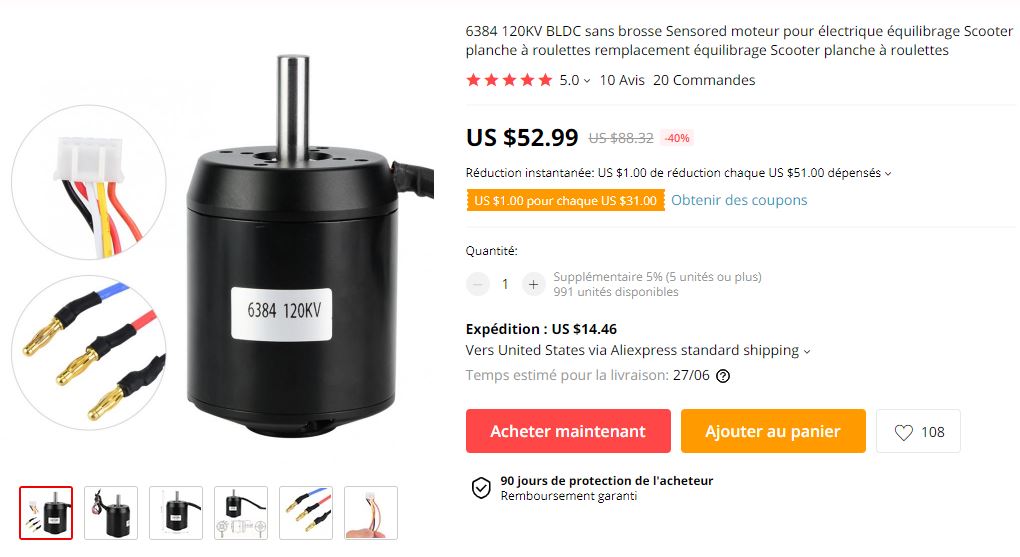 6384 120KV BLDC sans brosse Sensored moteur pour électrique équilibrage Scooter
planche à roulettes remplacement équilibrage Scooter planche à roulettes
5.0 10 Avis 20 Commandes
US $52.99 US $88.32 -40%
Réduction instantanée: US $1.00 de réduction chaque US $51.00 dépensés
US $1.00 pour chaque US $31.00 Obtenir des coupons
Quantité:
1
Supplémentaire 5% (5 unités ou plus)
991 unités disponibles
6384 120KV
Expédition : US $14.46
Vers United States via Aliexpress standard shipping
Temps estimé pour la livraison: 27/06
Acheter maintenant
Ajouter au panier
108
90 jours de protection de l'acheteur
Remboursement garanti